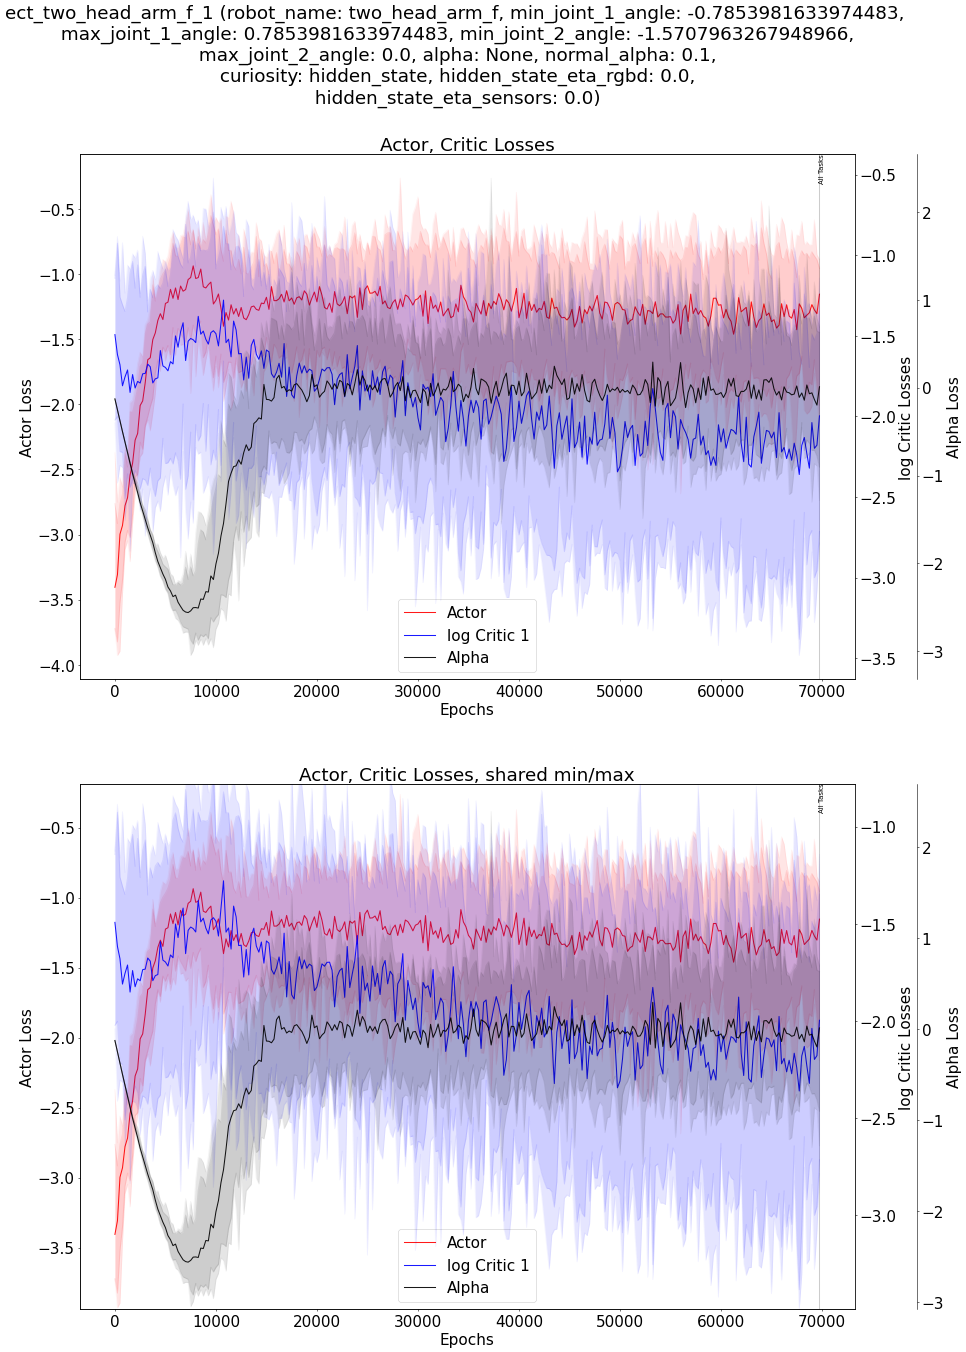 ect_two_head_arm_f_1 (robot_name: two_head_arm_f, min_joint_1_angle: -0.7853981633974483,
max_joint_1_angle: 0.7853981633974483, min_joint_2_angle: -1.5707963267948966,
max_joint_2_angle: 0.0, alpha: None, normal_alpha: 0.1,
curiosity: hidden_state, hidden_state_eta_rgbd: 0.0,
hidden_state_eta_sensors: 0.0)
Actor, Critic Losses
All Tasks
−0.5
−1.0
−1.5
−2.0
−2.5
−3.0
−3.5
−4.0
Actor Loss
−0.5
−1.0
−1.5
−2.0
−2.5
−3.0
−3.5
log Critic Losses
2
1
0
−1
−2
−3
Alpha Loss
Actor
log Critic 1
Alpha
0 10000 20000 30000 40000 50000 60000 70000
Epochs
Actor, Critic Losses, shared min/max
All Tasks
−0.5
−1.0
−1.5
−2.0
−2.5
−3.0
−3.5
Actor Loss
−1.0
−1.5
−2.0
−2.5
−3.0
log Critic Losses
2
1
0
−1
−2
−3
Alpha Loss
Actor
log Critic 1
Alpha
0 10000 20000 30000 40000 50000 60000 70000
Epochs